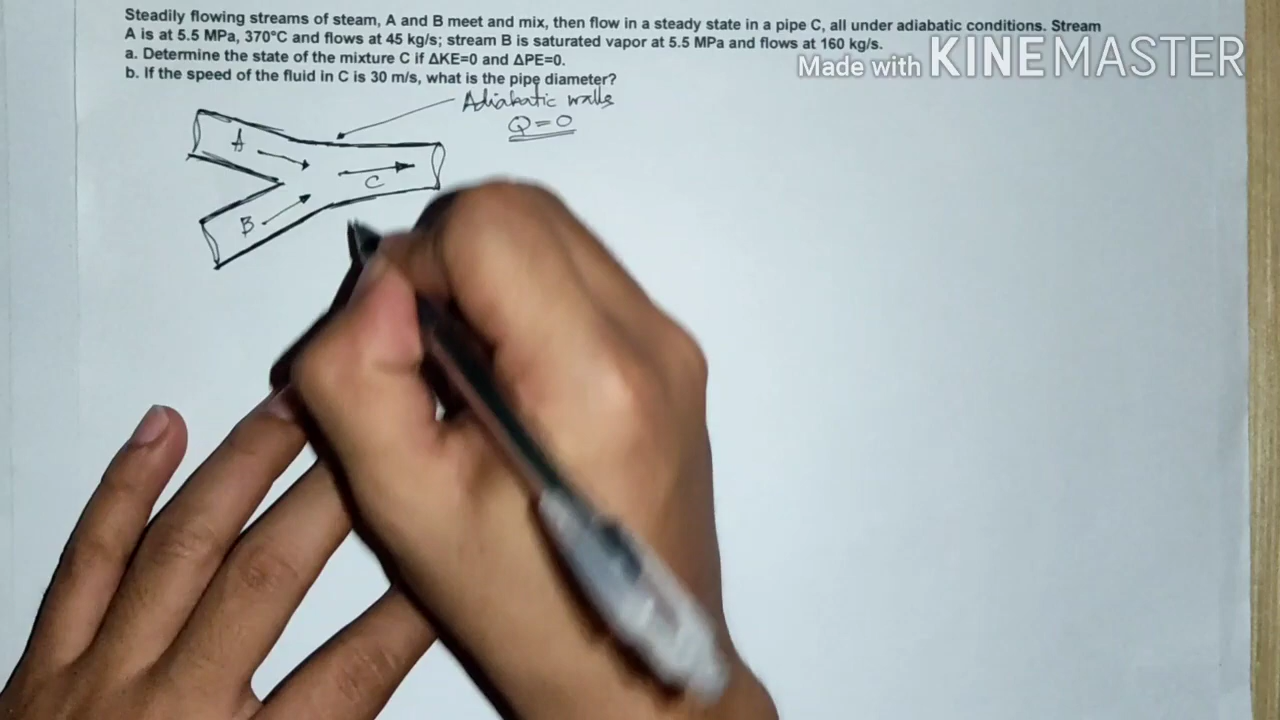 Steadily flowing streams of steam, A and B meet and mix, then flow in a steady state in a pipe C, all under adiabatic conditions. Stream
A is at 5.5 MPa, 370°C and flows at 45 kg/s; stream B is saturated vapor at 5.5 MPa and flows at 160 kg/s.
a. Determine the state of the mixture C if ΔKE=0 and ΔPE=0.
b. If the speed of the fluid in C is 30 m/s, what is the pipe diameter?
Made with KINEMASTER
Adiabatic walls
Q=0
A
C
B